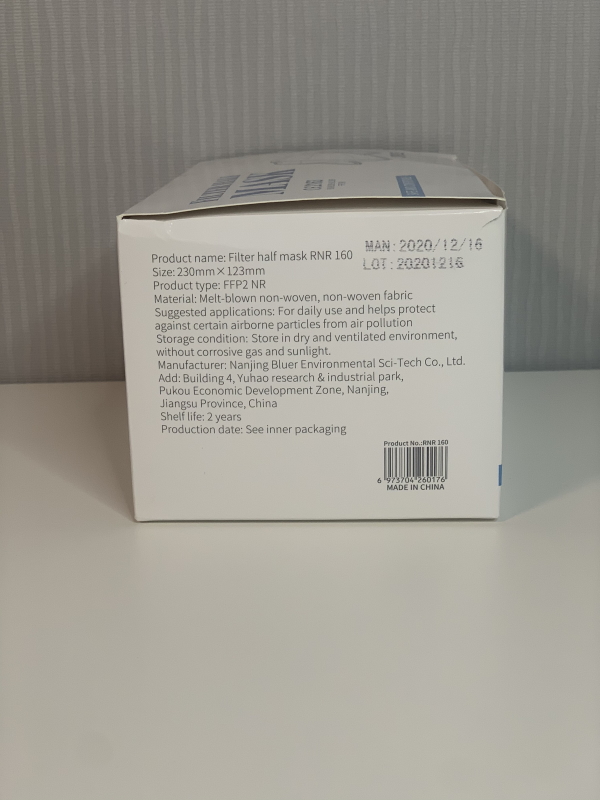 MASK
MAN:2020/12/16
LOT:20201216
Product name: Filter half mask RNR 160
Size: 230mm×123mm
Product type: FFP2 NR
Material: Melt-blown non-woven, non-woven fabric
Suggested applications: For daily use and helps protect
against certain airborne particles from air pollution
Storage condition: Store in dry and ventilated environment,
without corrosive gas and sunlight.
Manufacturer: Nanjing Bluer Environmental Sci-Tech Co., Ltd.
Add: Building 4, Yuhao research & industrial park,
Pukou Economic Development Zone, Nanjing,
Jiangsu Province, China
Shelf life: 2 years
Production date: See inner packaging
Product No.:RNR 160
6 973704 260176
MADE IN CHINA